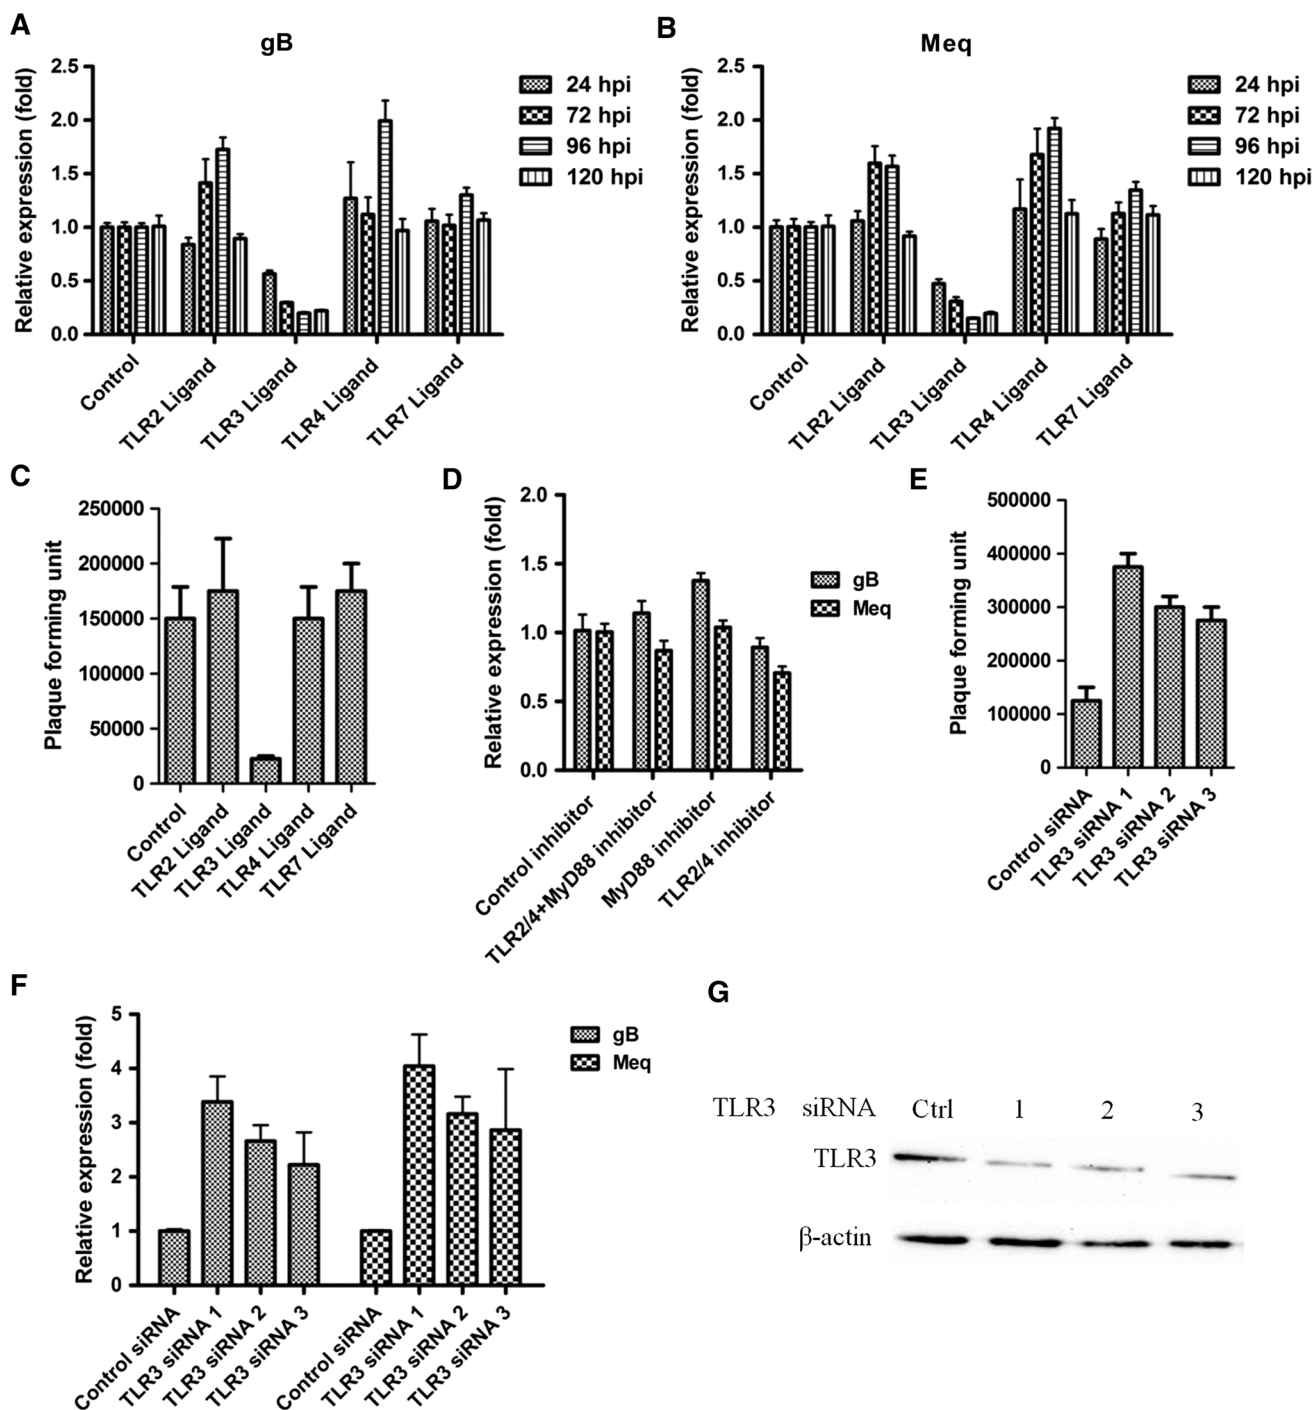 A
gB
Relative expression (fold)
2.5
2.0
1.5
1.0
0.5
0.0
Control
TLR2 Ligand
TLR3 Ligand
TLR4 Ligand
TLR7 Ligand
24 hpi
72 hpi
96 hpi
120 hpi
B
Meq
Relative expression (fold)
2.5
2.0
1.5
1.0
0.5
0.0
Control
TLR2 Ligand
TLR3 Ligand
TLR4 Ligand
TLR7 Ligand
24 hpi
72 hpi
96 hpi
120 hpi
C
Plaque forming unit
250000
200000
150000
100000
50000
0
Control
TLR2 Ligand
TLR3 Ligand
TLR4 Ligand
TLR7 Ligand
D
Relative expression (fold)
2.0
1.5
1.0
0.5
0.0
Control inhibitor
TLR2/4+MyD88 inhibitor
MyD88 inhibitor
TLR2/4 inhibitor
gB
Meq
E
Plaque forming unit
500000
400000
300000
200000
100000
0
Control siRNA
TLR3 siRNA 1
TLR3 siRNA 2
TLR3 siRNA 3
F
Relative expression (fold)
5
4
3
2
1
0
Control siRNA
TLR3 siRNA 1
TLR3 siRNA 2
TLR3 siRNA 3
Control siRNA
TLR3 siRNA 1
TLR3 siRNA 2
TLR3 siRNA 3
gB
Meq
G
TLR3 siRNA Ctrl 1 2 3
TLR3
β-actin